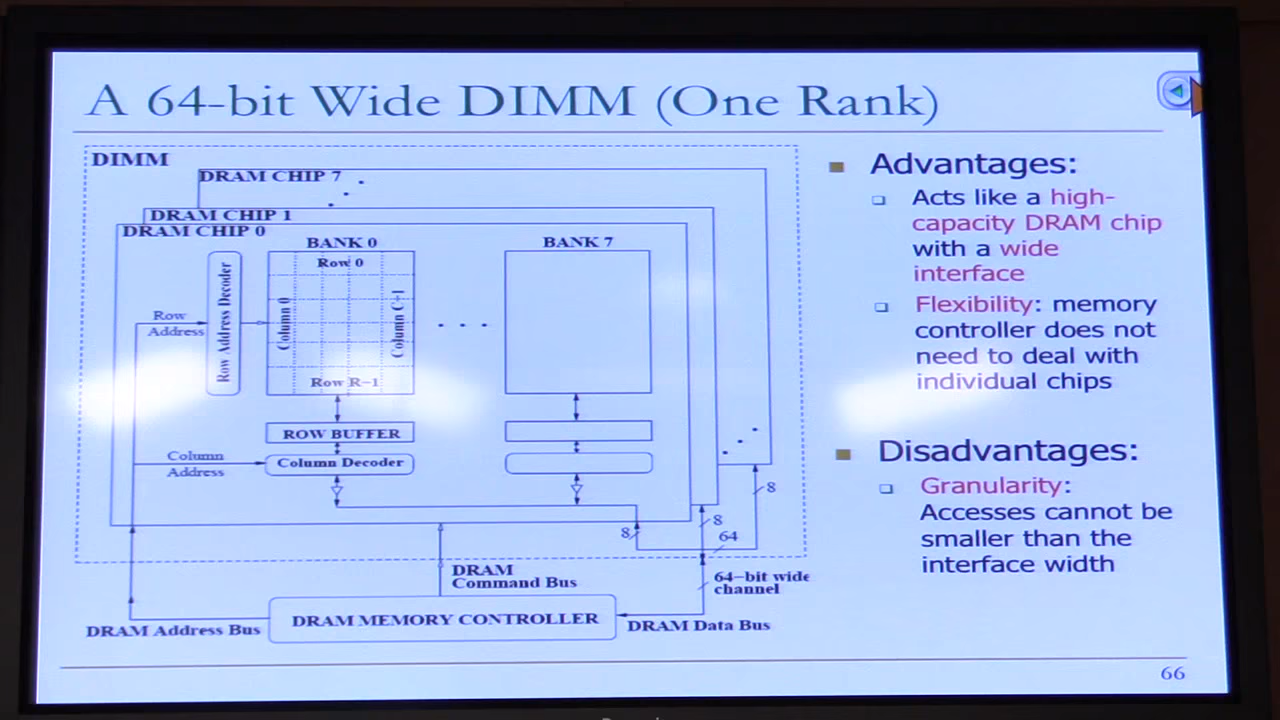 A 64-bit Wide DIMM (One Rank)
DIMM
DRAM CHIP 7
DRAM CHIP 1
DRAM CHIP 0
BANK 0
BANK 7
Row 0
Row Address Decoder
Column 0
Column C-1
Row
Address
Row R-1
ROW BUFFER
Column
Address
Column Decoder
8
8
8
64
DRAM
Command Bus
64-bit wide
channel
DRAM MEMORY CONTROLLER
DRAM Address Bus
DRAM Data Bus
Advantages:
Acts like a high-
capacity DRAM chip
with a wide
interface
Flexibility: memory
controller does not
need to deal with
individual chips
Disadvantages:
Granularity:
Accesses cannot be
smaller than the
interface width
66